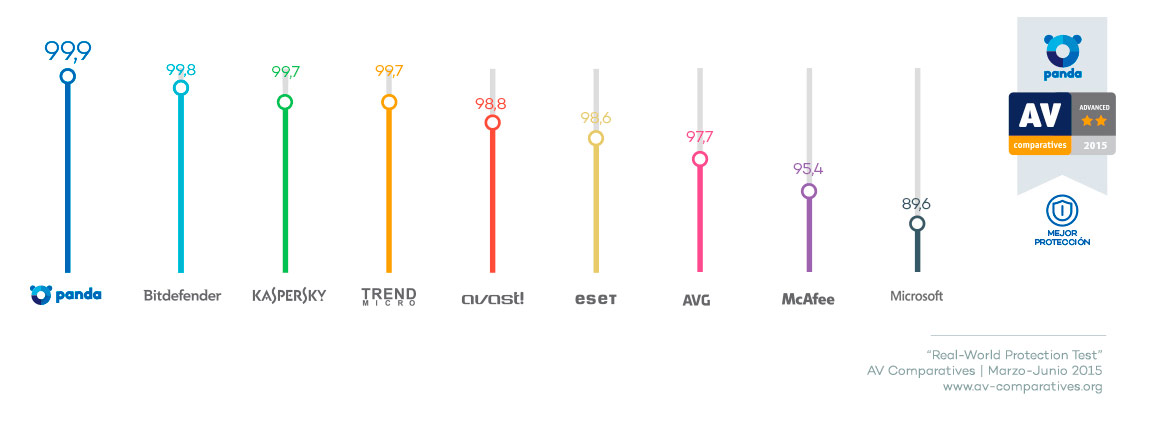 99,9
99,8
99,7
99,7
98,8
98,6
97,7
95,4
89,6
panda
Bitdefender
KASPERSKY
TREND
MICRO
avast!
eset
AVG
McAfee
Microsoft
panda
AV
comparatives
ADVANCED
2015
MEJOR
PROTECCIÓN
“Real-World Protection Test”
AV Comparatives | Marzo-Junio 2015
www.av-comparatives.org